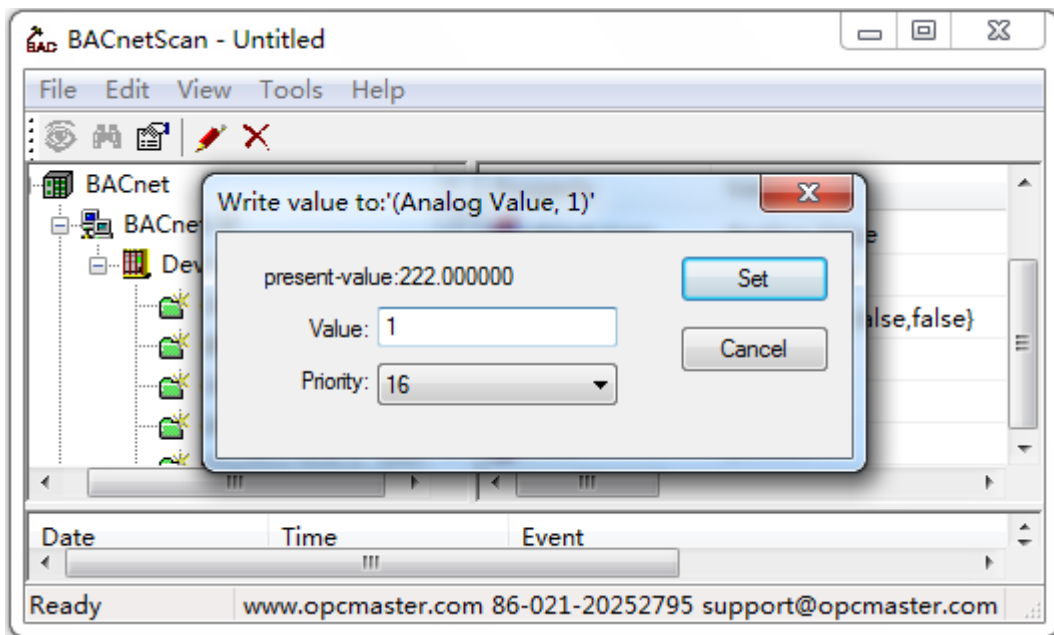 BACnetScan - Untitled
File Edit View Tools Help
BACnet
BACne
Dev
Write value to:'(Analog Value, 1)'
present-value:222.000000
Set
Value: 1
Cancel
Priority: 16
alse,false}
Date Time Event
Ready www.opcmaster.com 86-021-20252795 support@opcmaster.com